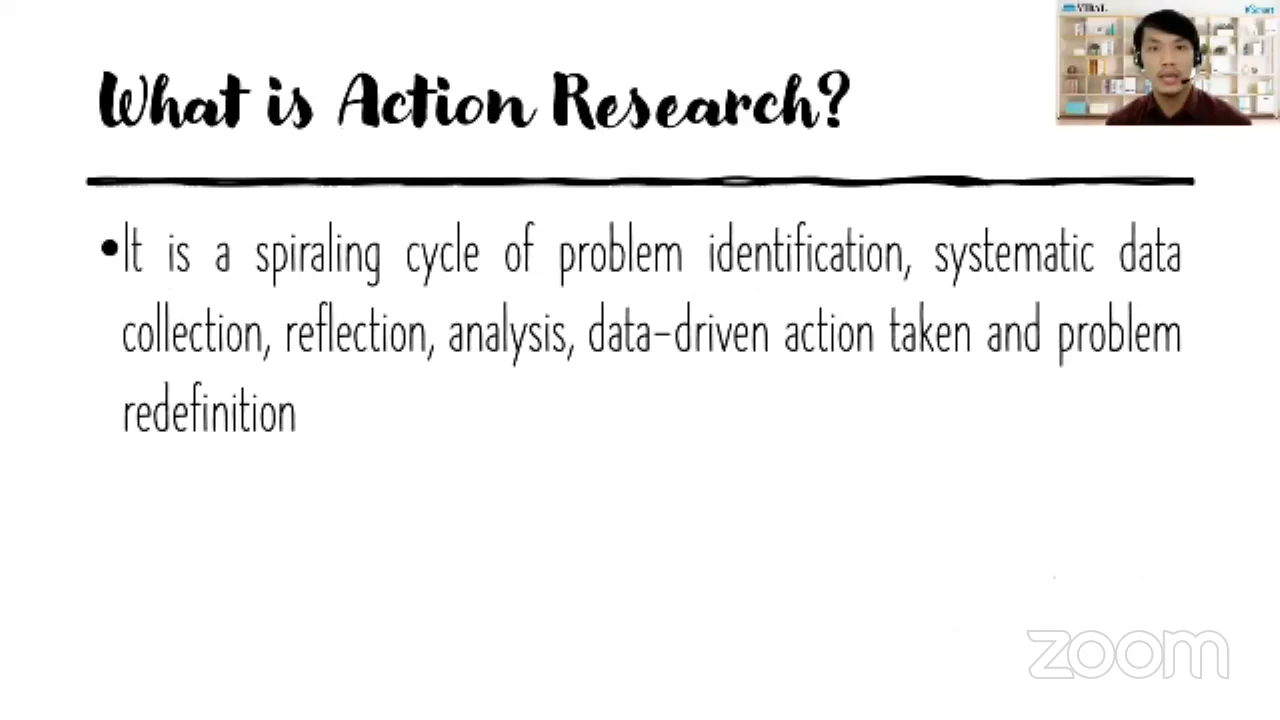 VIRAL
What is Action Research?
•It is a spiraling cycle of problem identification, systematic data
collection, reflection, analysis, data-driven action taken and problem
redefinition
zoom